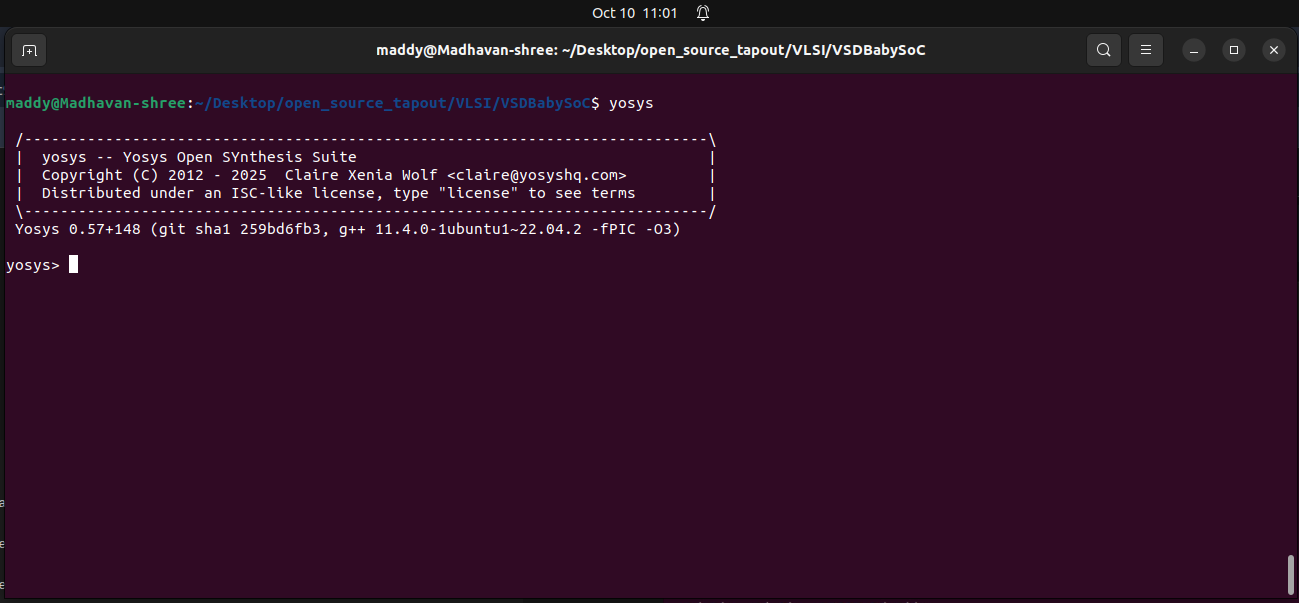 Oct 10 11:01
maddy@Madhavan-shree: ~/Desktop/open_source_tapout/VLSI/VSDBabySoC
maddy@Madhavan-shree:~/Desktop/open_source_tapout/VLSI/VSDBabySoC$ yosys
/----------------------------------------------------------------------------\
| yosys -- Yosys Open SYnthesis Suite |
| Copyright (C) 2012 - 2025 Claire Xenia Wolf <claire@yosyshq.com> |
| Distributed under an ISC-like license, type "license" to see terms |
\----------------------------------------------------------------------------/
Yosys 0.57+148 (git sha1 259bd6fb3, g++ 11.4.0-1ubuntu1~22.04.2 -fPIC -O3)
yosys>